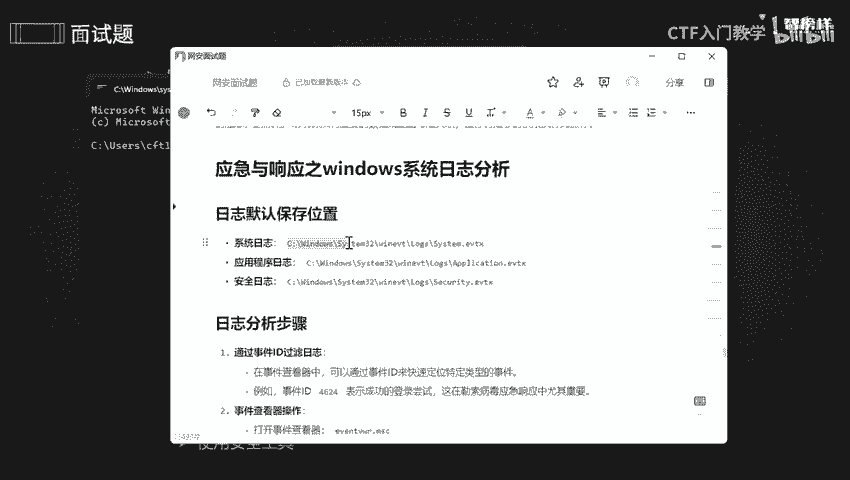 面试题
CTF入门教学
bilibili
网安面试题
C:\Windows\sys
Microsoft Win
(c) Microsoft
C:\Users\cft1
网安面试题
分享
15px
应急与响应之windows系统日志分析
日志默认保存位置
• 系统日志： C:\Windows\System32\winevt\Logs\System.evtx
• 应用程序日志： C:\Windows\System32\winevt\Logs\Application.evtx
• 安全日志： C:\Windows\System32\winevt\Logs\Security.evtx
日志分析步骤
1. 通过事件ID过滤日志：
在事件查看器中，可以通过事件ID来快速定位特定类型的事件。
例如，事件ID 4624 表示成功的登录尝试，这在勒索病毒应急响应中尤其重要。
2. 事件查看器操作：
打开事件查看器： eventvwr.msc
使用安全工具